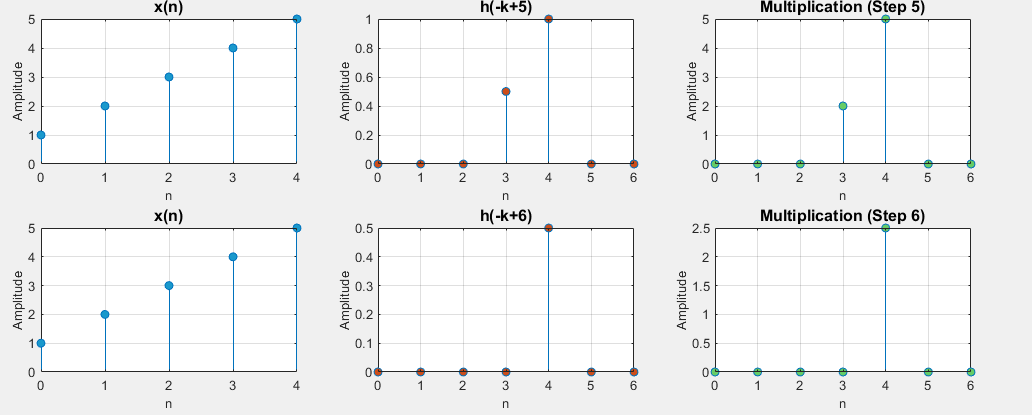 x(n) h(-k+5) Multiplication (Step 5)
5 1 5
4 0.8 4
3 0.6 3
2 0.4 2
1 0.2 1
0 0 0
Amplitude Amplitude Amplitude
0 1 2 3 4 0 1 2 3 4 5 6 0 1 2 3 4 5 6
n n n
x(n) h(-k+6) Multiplication (Step 6)
5 0.5 2.5
4 0.4 2
3 0.3 1.5
2 0.2 1
1 0.1 0.5
0 0 0
Amplitude Amplitude Amplitude
0 1 2 3 4 0 1 2 3 4 5 6 0 1 2 3 4 5 6
n n n